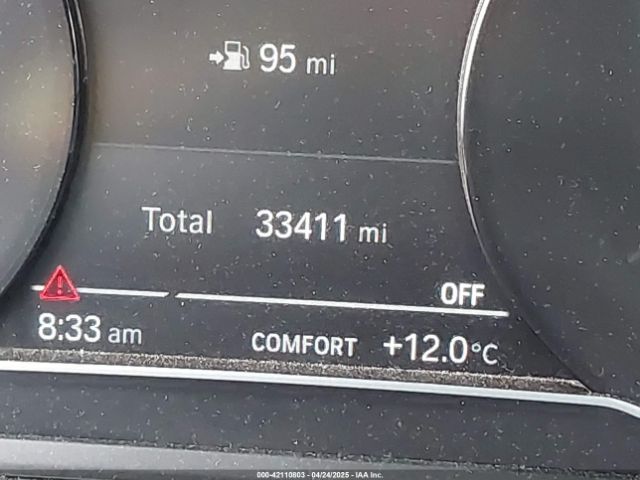 95 mi
Total 33411 mi
OFF
8:33 am COMFORT +12.0°C
000-42110803 - 04/24/2025 - IAA Inc.